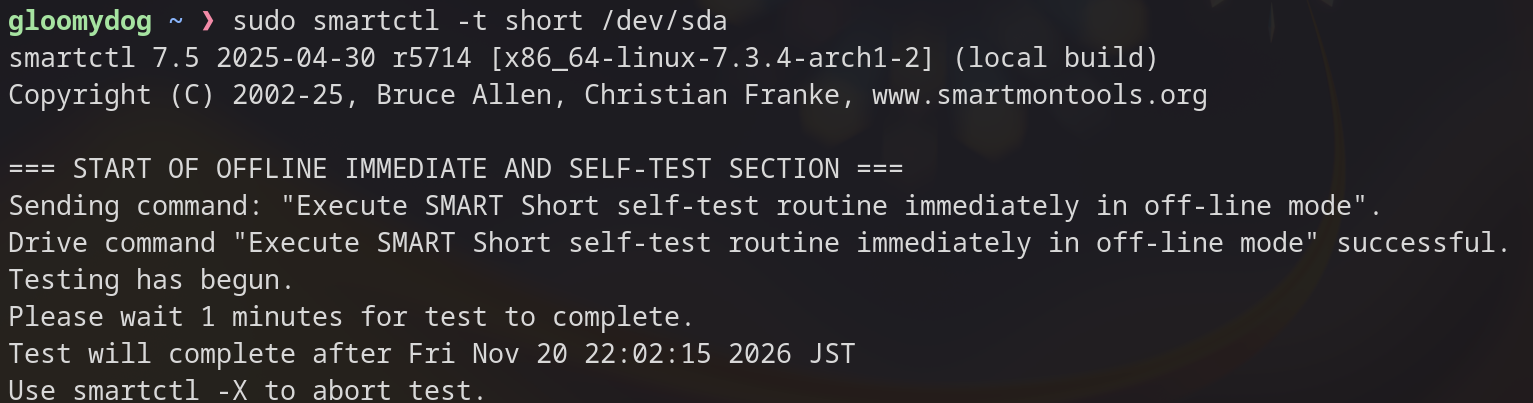 gloomydog ~ ❯ sudo smartctl -t short /dev/sda
smartctl 7.5 2025-04-30 r5714 [x86_64-linux-7.3.4-arch1-2] (local build)
Copyright (C) 2002-25, Bruce Allen, Christian Franke, www.smartmontools.org

=== START OF OFFLINE IMMEDIATE AND SELF-TEST SECTION ===
Sending command: "Execute SMART Short self-test routine immediately in off-line mode".
Drive command "Execute SMART Short self-test routine immediately in off-line mode" successful.
Testing has begun.
Please wait 1 minutes for test to complete.
Test will complete after Fri Nov 20 22:02:15 2026 JST
Use smartctl -X to abort test.